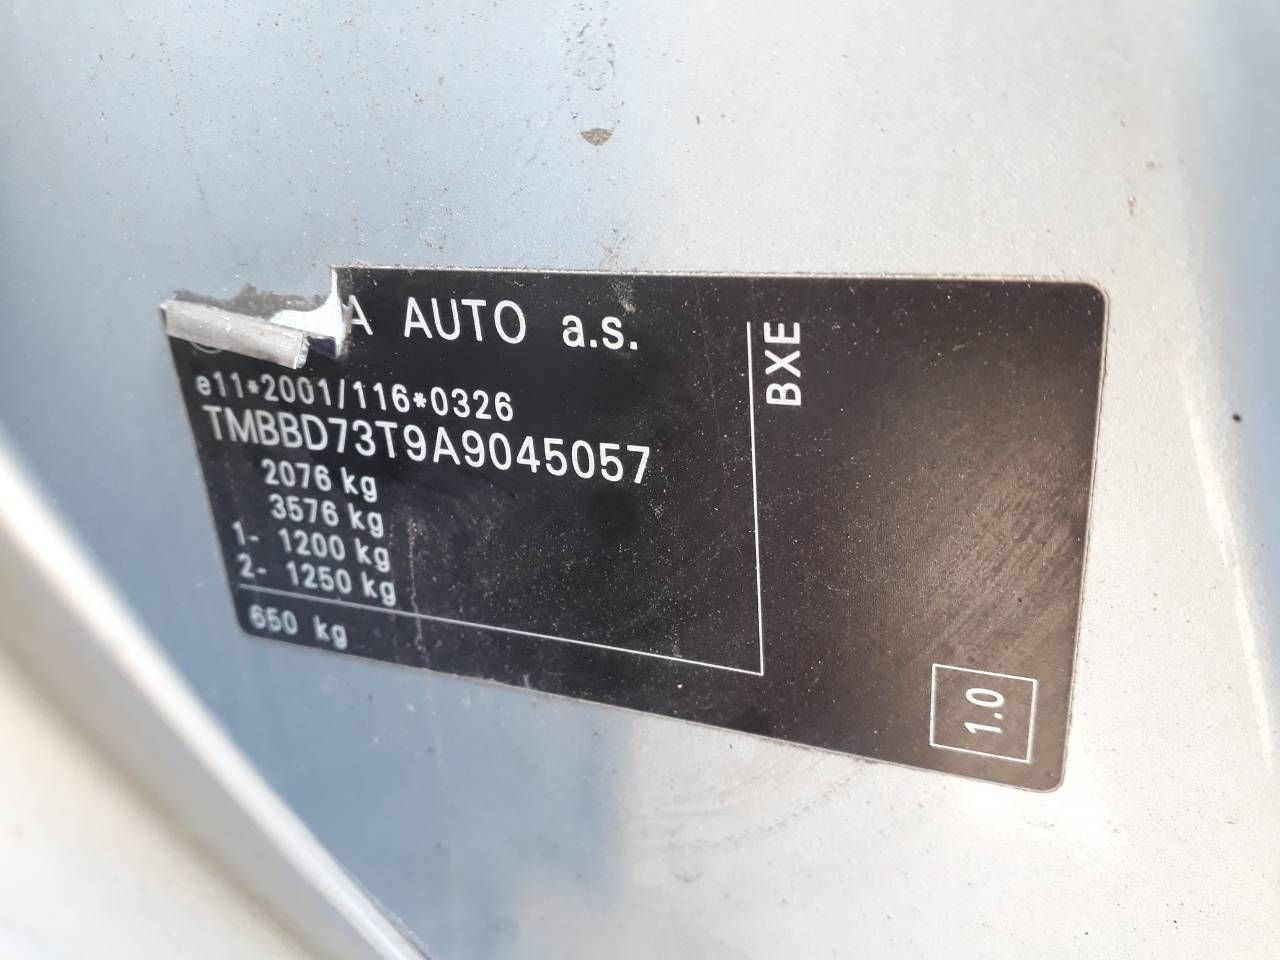 A AUTO a.s.
e11*2001/116*0326
TMBBD73T9A9045057
2076 kg
3576 kg
1- 1200 kg
2- 1250 kg
650 kg
BXE
1.0